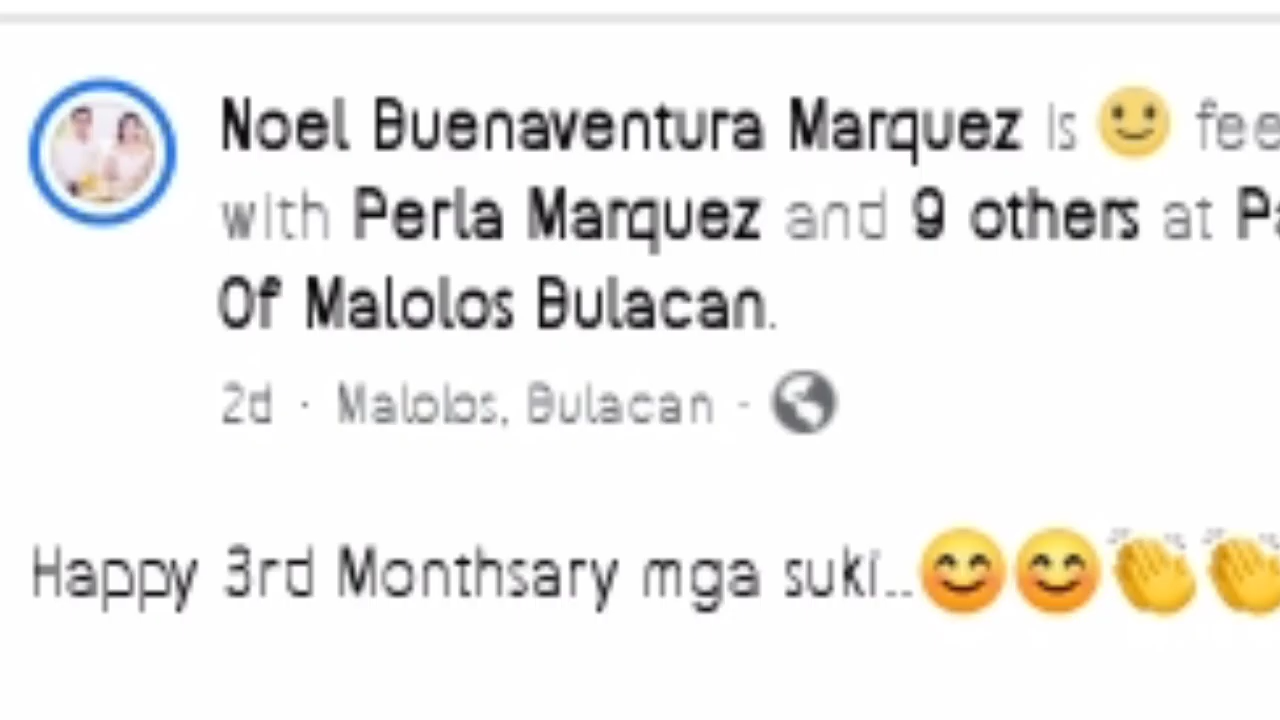 Noel Buenaventura Marquez is 🙂 fee
with Perla Marquez and 9 others at Pa
Of Malolos Bulacan.
2d · Malolos, Bulacan ·
Happy 3rd Monthsary mga suki..😊😊👏👏